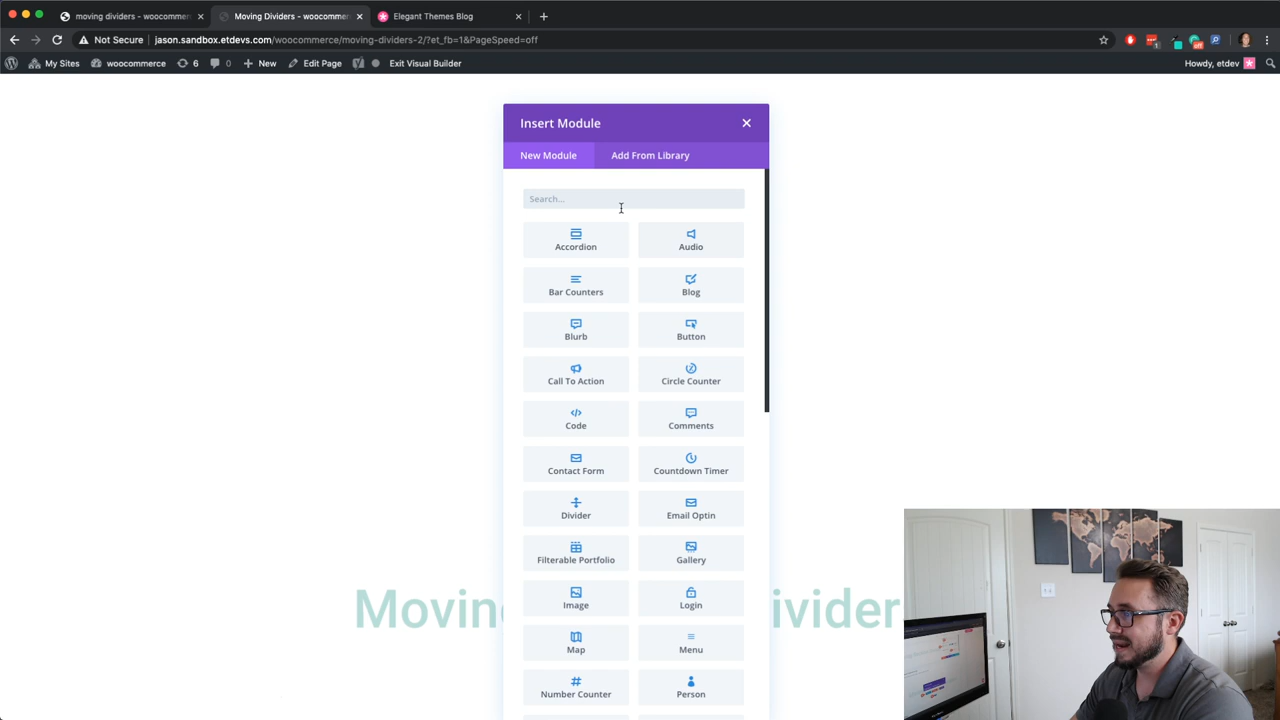 moving dividers – woocommer
Moving Dividers – woocommerc
Elegant Themes Blog
Not Secure
jason.sandbox.etdevs.com/woocommerce/moving-dividers-2/?et_fb=1&PageSpeed=off
My Sites
woocommerce
6
0
New
Edit Page
Exit Visual Builder
Howdy, etdev
Insert Module
New Module
Add From Library
Search...
Accordion
Audio
Bar Counters
Blog
Blurb
Button
Call To Action
Circle Counter
Code
Comments
Contact Form
Countdown Timer
Divider
Email Optin
Filterable Portfolio
Gallery
Image
Login
Moving
ivider
Map
Menu
Number Counter
Person